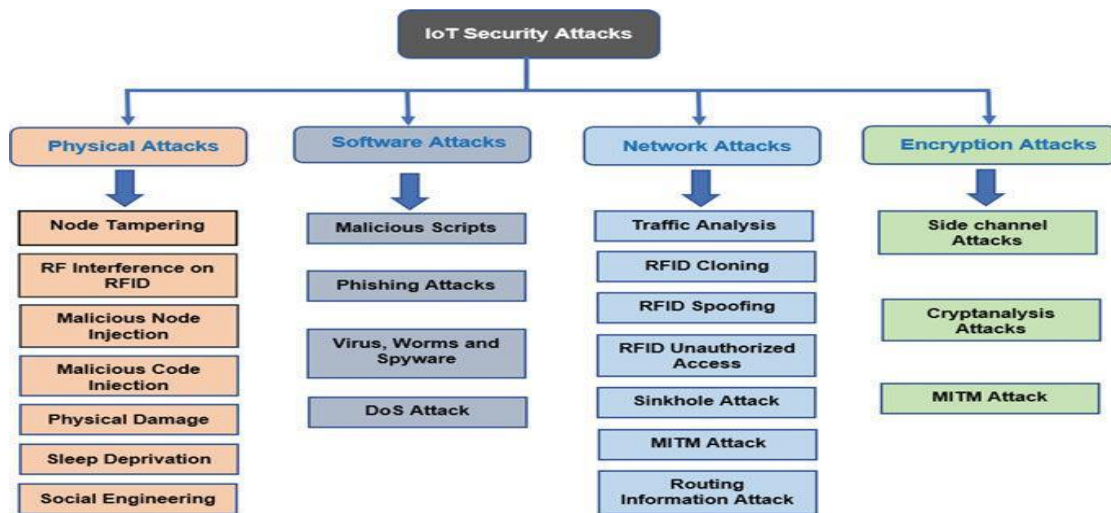 IoT Security Attacks
Physical Attacks
Software Attacks
Network Attacks
Encryption Attacks
Node Tampering
RF Interference on
RFID
Malicious Node
Injection
Malicious Code
Injection
Physical Damage
Sleep Deprivation
Social Engineering
Malicious Scripts
Phishing Attacks
Virus, Worms and
Spyware
DoS Attack
Traffic Analysis
RFID Cloning
RFID Spoofing
RFID Unauthorized
Access
Sinkhole Attack
MITM Attack
Routing
Information Attack
Side channel
Attacks
Cryptanalysis
Attacks
MITM Attack